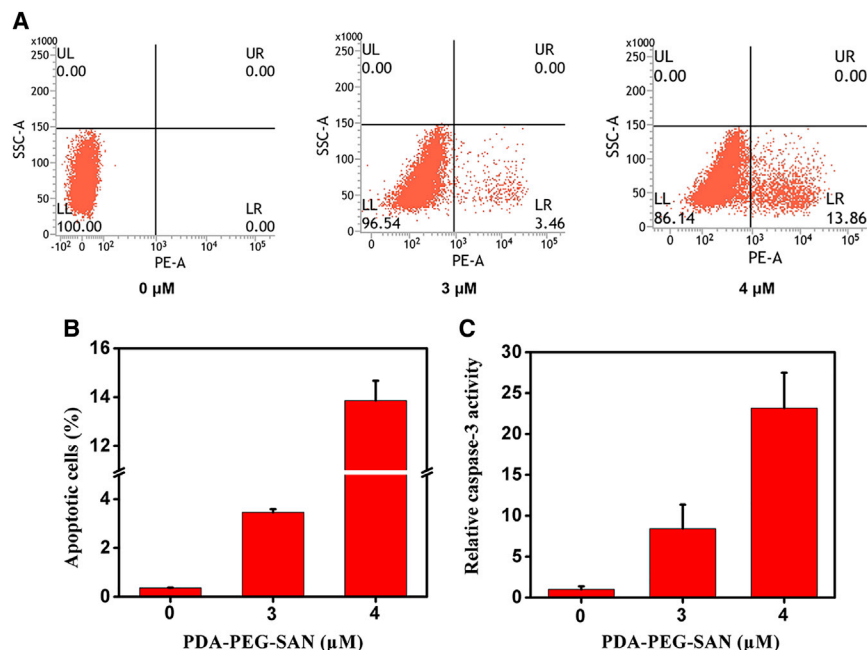 A
x1000
UL
0.00
UR
0.00
250
200
150
100
50
SSC-A
LL
100.00
LR
0.00
-10² 0 10² 10³ 10⁴ 10⁵
PE-A
0 µM
x1000
UL
0.00
UR
0.00
250
200
150
100
50
SSC-A
LL
96.54
LR
3.46
0 10² 10³ 10⁴ 10⁵
PE-A
3 µM
x1000
UL
0.00
UR
0.00
250
200
150
100
50
SSC-A
LL
86.14
LR
13.86
0 10² 10³ 10⁴ 10⁵
PE-A
4 µM
B
16
14
12
4
2
0
Apoptotic cells (%)
0 3 4
PDA-PEG-SAN (µM)
C
30
25
20
15
10
5
0
Relative caspase-3 activity
0 3 4
PDA-PEG-SAN (µM)